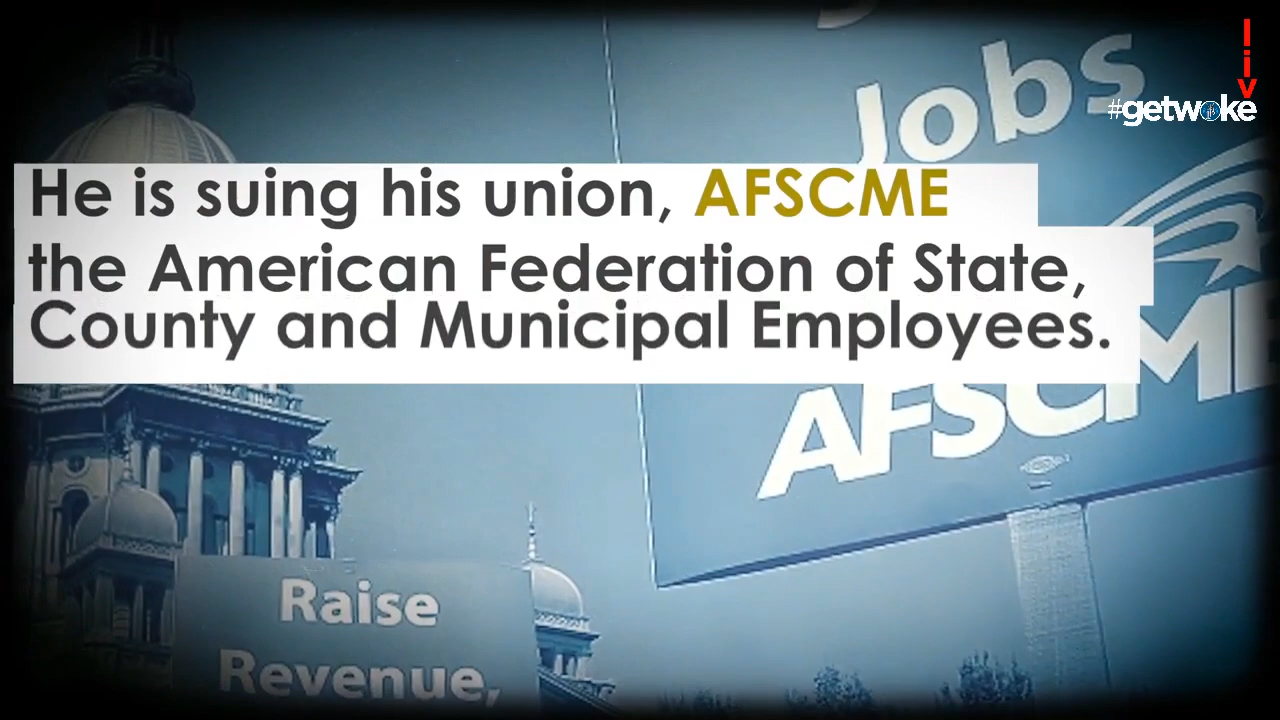 Jobs
#getwoke
He is suing his union, AFSCME
the American Federation of State,
County and Municipal Employees.
AFSCME
Raise
Revenue,